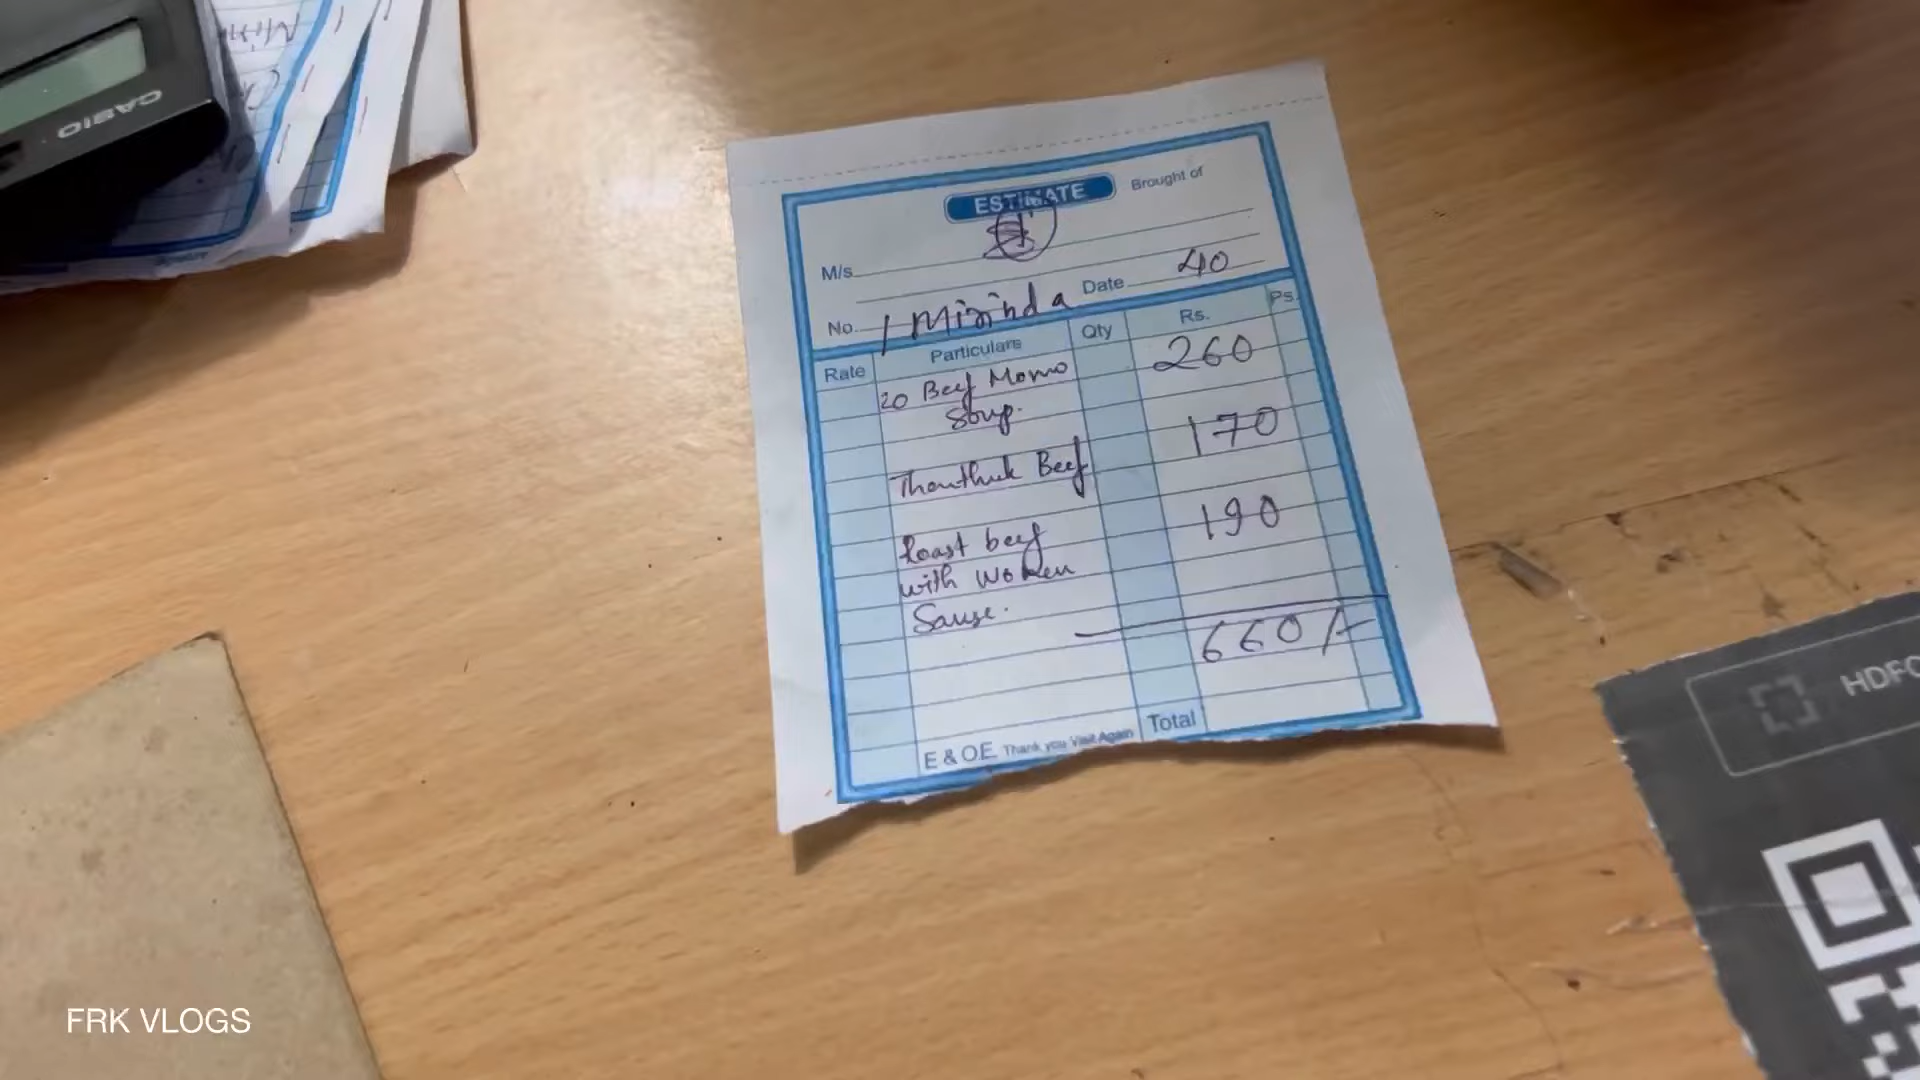 CASIO
ESTIMATE
Brought of
M/s
No. 1 Mirinda Date 40
Rate Particulars Qty Rs. Ps.
20 Beef Momo 260
Soup.
Thenthuk Beef 170
Roast beef 190
with Woken
Sause.
660/-
E & O.E. Thank you Visit Again Total
HDFC
FRK VLOGS